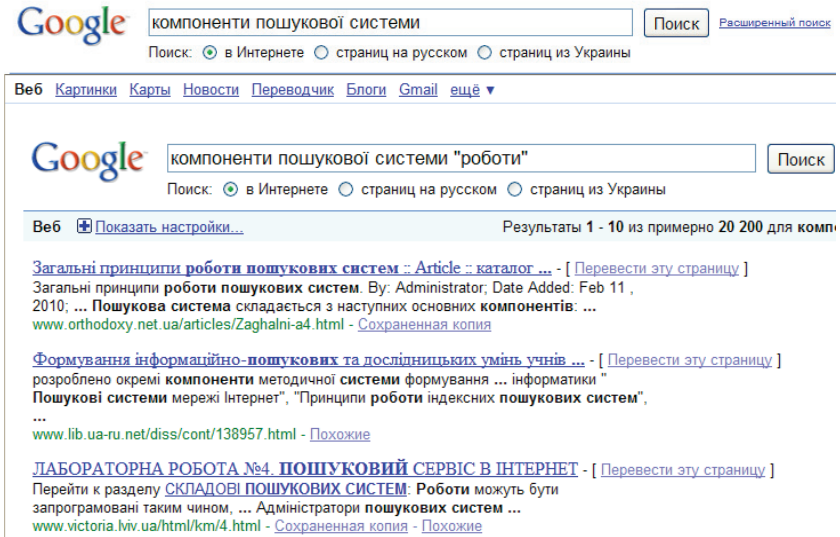 Google компоненти пошукової системи Поиск Расширенный поиск
Поиск: в Интернете страниц на русском страниц из Украины
Веб Картинки Карты Новости Переводчик Блоги Gmail ещё ▼
Google компоненти пошукової системи "роботи" Поиск
Поиск: в Интернете страниц на русском страниц из Украины
Веб Показать настройки... Результаты 1 - 10 из примерно 20 200 для комп
Загальні принципи роботи пошукових систем :: Article :: каталог ... - [ Перевести эту страницу ]
Загальні принципи роботи пошукових систем. By: Administrator; Date Added: Feb 11 ,
2010; ... Пошукова система складається з наступних основних компонентів: ...
www.orthodoxy.net.ua/articles/Zaghalni-a4.html - Сохраненная копия
Формування інформаційно-пошукових та дослідницьких умінь учнів ... - [ Перевести эту страницу ]
розроблено окремі компоненти методичної системи формування ... інформатики "
Пошукові системи мережі Інтернет", "Принципи роботи індексних пошукових систем",
...
www.lib.ua-ru.net/diss/cont/138957.html - Похожие
ЛАБОРАТОРНА РОБОТА №4. ПОШУКОВИЙ СЕРВІС В ІНТЕРНЕТ - [ Перевести эту страницу ]
Перейти к разделу СКЛАДОВІ ПОШУКОВИХ СИСТЕМ: Роботи можуть бути
запрограмовані таким чином, ... Адміністратори пошукових систем ...
www.victoria.lviv.ua/html/km/4.html - Сохраненная копия - Похожие